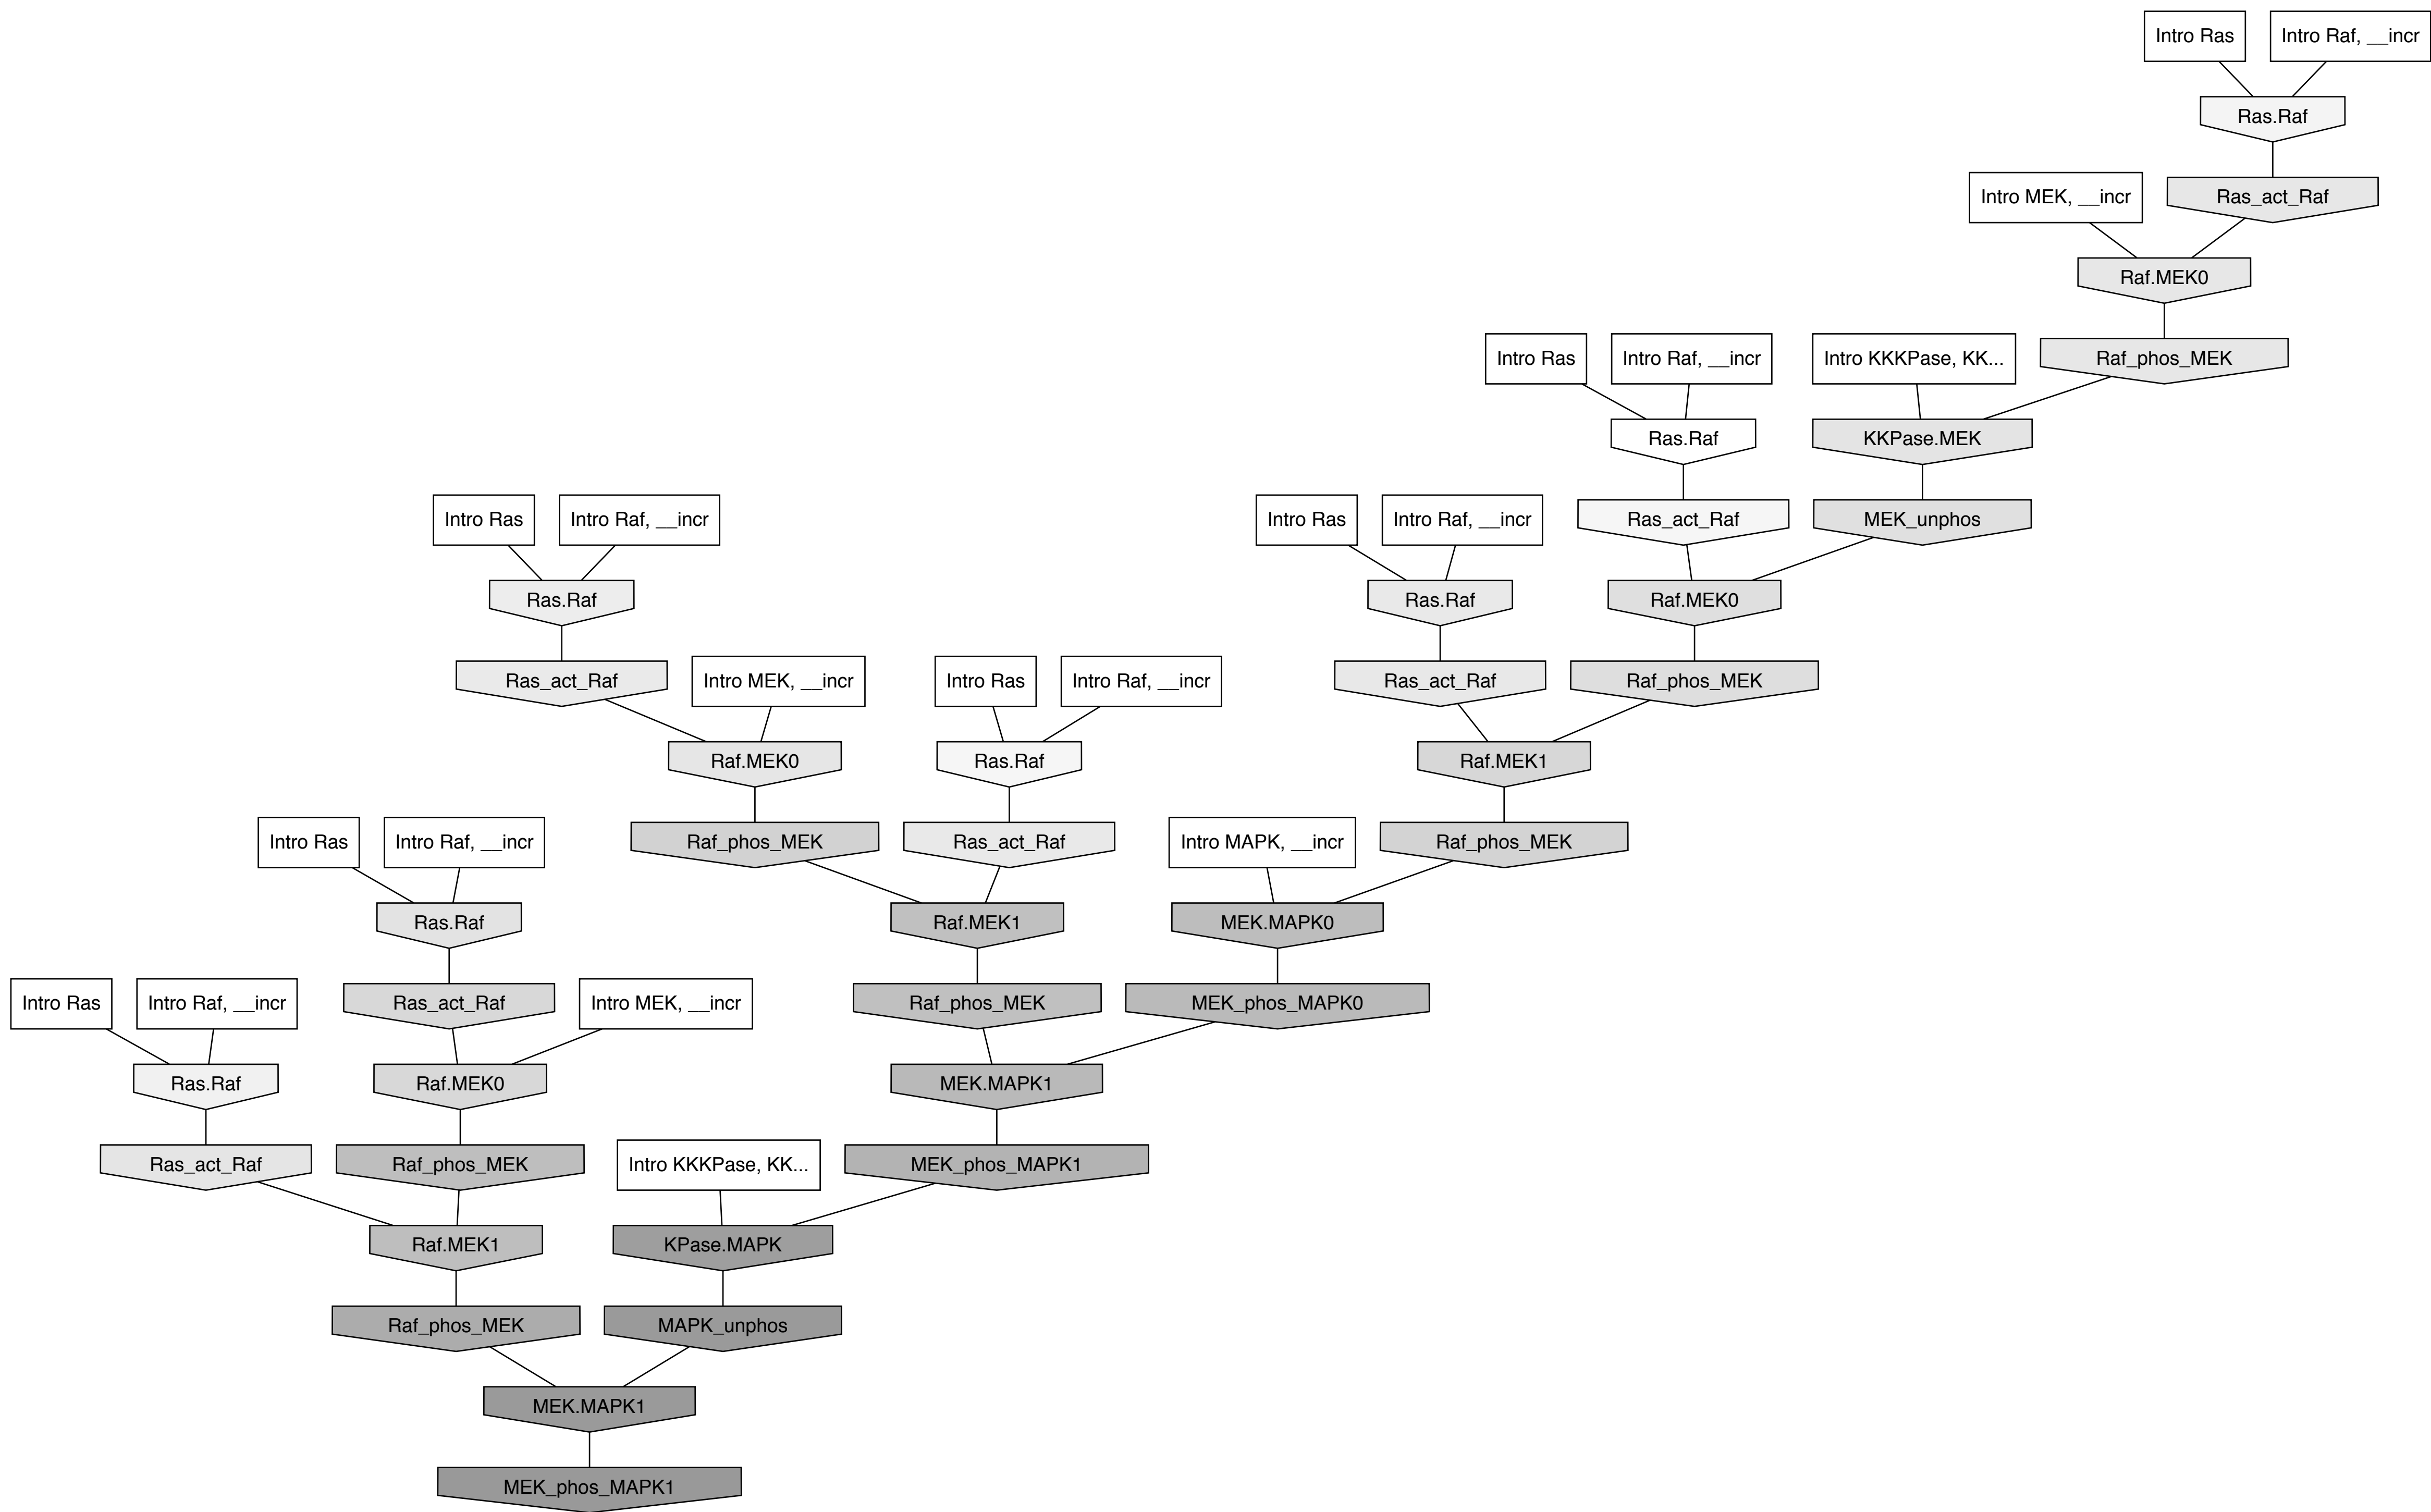 Intro Ras
Intro Raf, __incr
Ras.Raf
Intro MEK, __incr
Ras_act_Raf
Raf.MEK0
Intro Ras
Intro Raf, __incr
Intro KKKPase, KK...
Raf_phos_MEK
Ras.Raf
KKPase.MEK
Intro Ras
Intro Raf, __incr
Intro Ras
Intro Raf, __incr
Ras_act_Raf
MEK_unphos
Ras.Raf
Ras.Raf
Raf.MEK0
Ras_act_Raf
Intro MEK, __incr
Intro Ras
Intro Raf, __incr
Ras_act_Raf
Raf_phos_MEK
Raf.MEK0
Ras.Raf
Raf.MEK1
Intro Ras
Intro Raf, __incr
Raf_phos_MEK
Ras_act_Raf
Intro MAPK, __incr
Raf_phos_MEK
Ras.Raf
Raf.MEK1
MEK.MAPK0
Intro Ras
Intro Raf, __incr
Ras_act_Raf
Intro MEK, __incr
Raf_phos_MEK
MEK_phos_MAPK0
Ras.Raf
Raf.MEK0
MEK.MAPK1
Ras_act_Raf
Raf_phos_MEK
Intro KKKPase, KK...
MEK_phos_MAPK1
Raf.MEK1
KPase.MAPK
Raf_phos_MEK
MAPK_unphos
MEK.MAPK1
MEK_phos_MAPK1